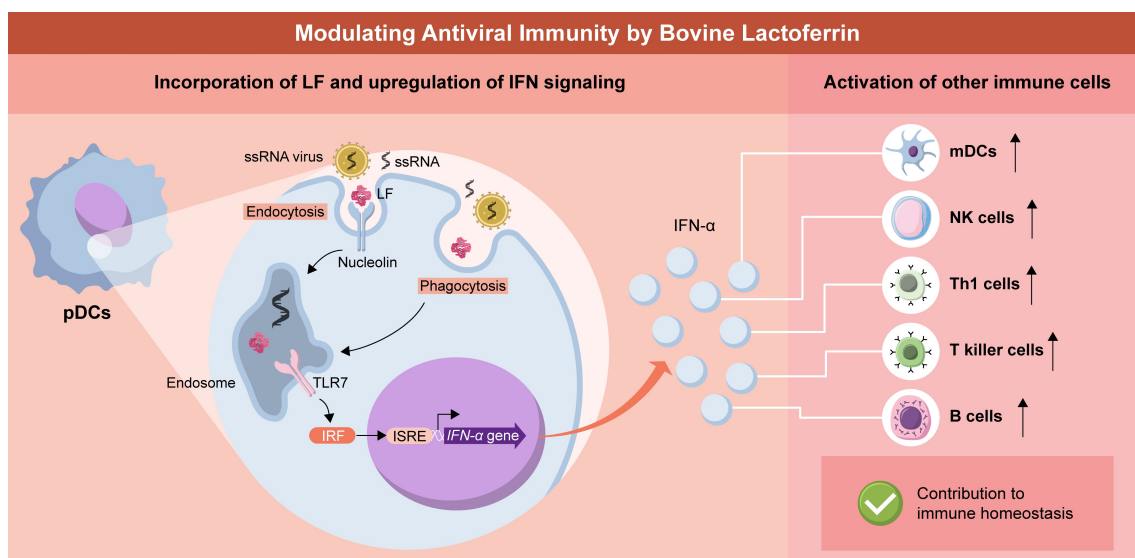 Modulating Antiviral Immunity by Bovine Lactoferrin
Incorporation of LF and upregulation of IFN signaling
Activation of other immune cells
pDCs
ssRNA virus
ssRNA
LF
Endocytosis
Nucleolin
Phagocytosis
Endosome
TLR7
IRF
ISRE
IFN-α gene
IFN-α
mDCs
NK cells
Th1 cells
T killer cells
B cells
Contribution to
immune homeostasis